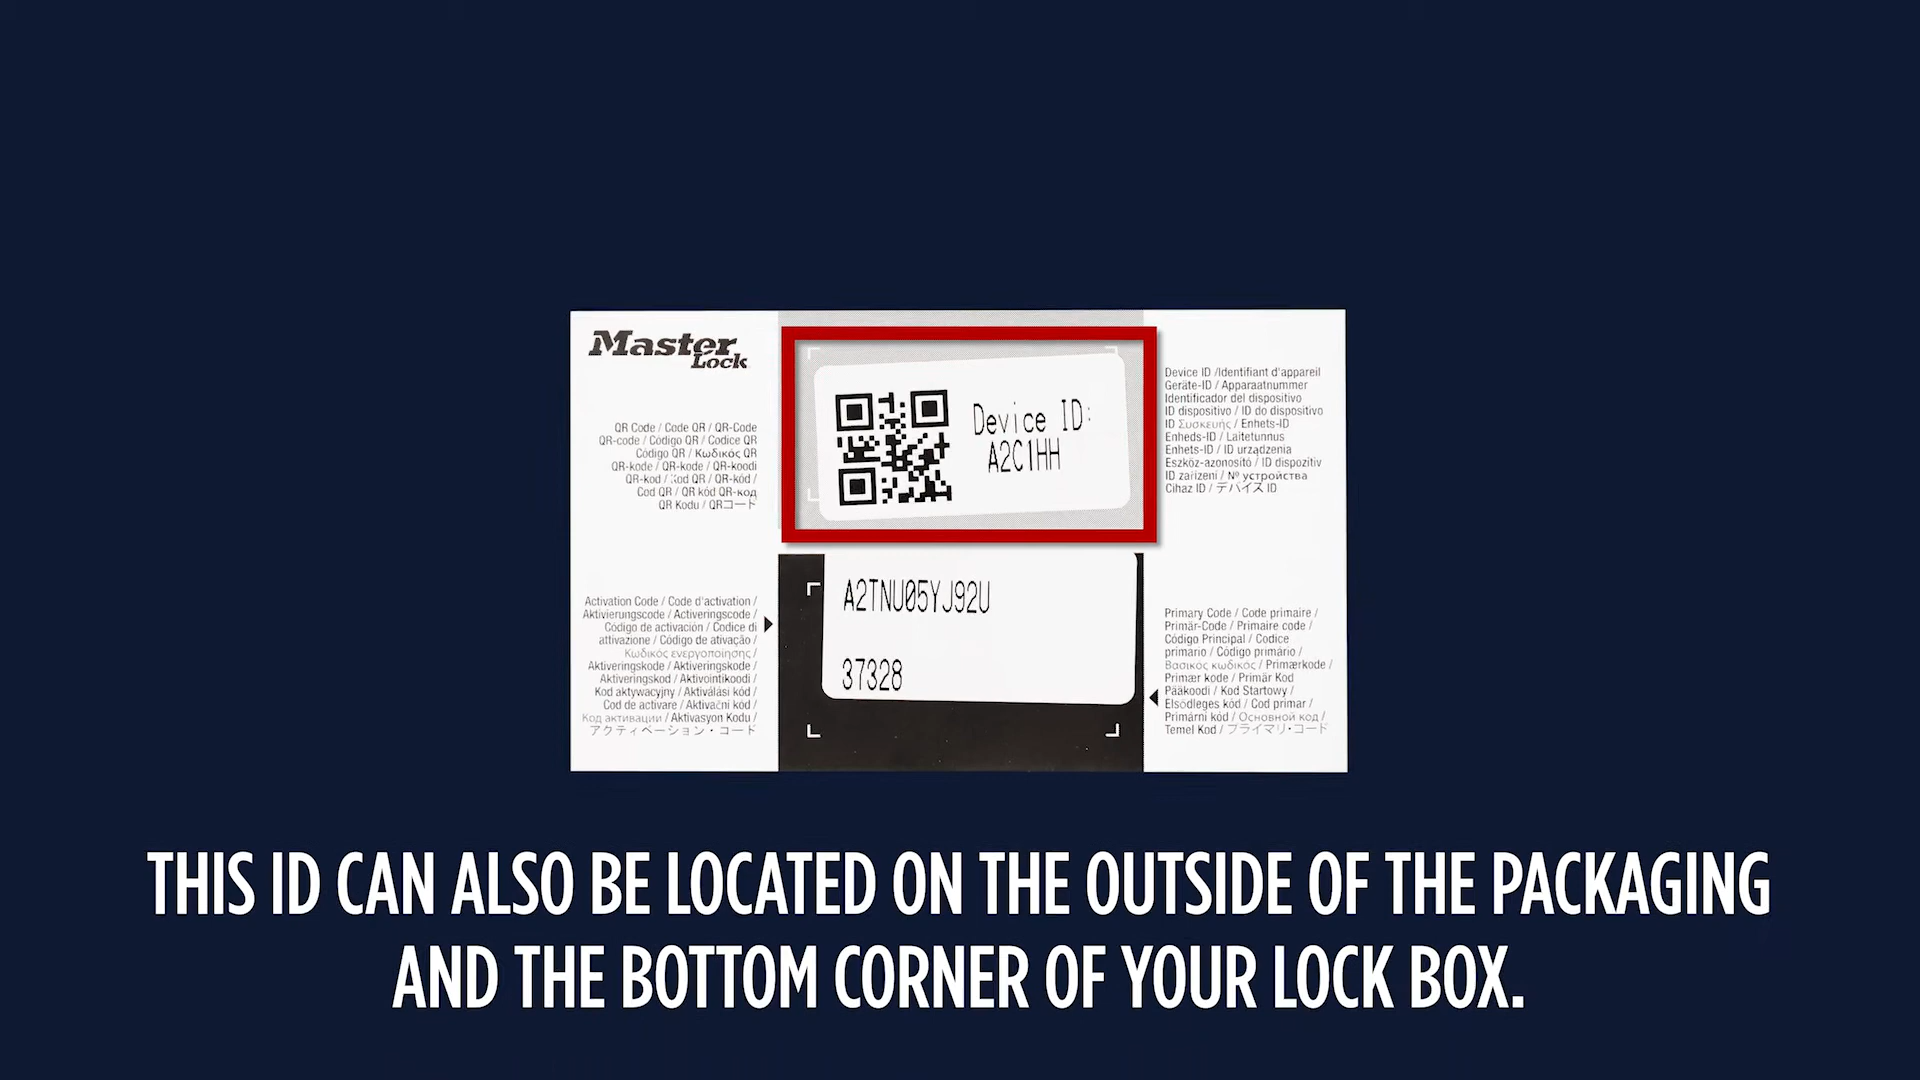 Master
Lock
QR Code / Code QR / QR-Code
QR-code / Código QR / Codice QR
Código QR / Κωδικός QR
QR-kode / QR-kode / QR-koodi
QR-kod / Kod QR / QR-kód /
Cod QR / QR kód QR-код
QR Kodu / QRコード
Device ID:
A2C1HH
Device ID /Identifiant d'appareil
Geräte-ID / Apparaatnummer
Identificador del dispositivo
ID dispositivo / ID do dispositivo
ID Συσκευής / Enhets-ID
Enheds-ID / Laitetunnus
Enhets-ID / ID urządzenia
Eszköz-azonosító / ID dispozitiv
ID zařízení / № устройства
Cihaz ID / デバイス ID
Activation Code / Code d'activation /
Aktivierungscode / Activeringscode /
Código de activación / Codice di
attivazione / Código de ativação /
Κωδικός ενεργοποίησης /
Aktiveringskode / Aktiveringskode /
Aktiveringskod / Aktivointikoodi /
Kod aktywacyjny / Aktiválási kód /
Cod de activare / Aktivační kód /
Код активации / Aktivasyon Kodu /
アクティベーション・コード
A2TNU05YJ92U
37328
Primary Code / Code primaire /
Primär-Code / Primaire code /
Código Principal / Codice
primario / Código primário /
Βασικός κωδικός / Primærkode /
Primær kode / Primär Kod
Pääkoodi / Kod Startowy /
Elsődleges kód / Cod primar /
Primární kód / Основной код /
Temel Kod / プライマリ・コード
THIS ID CAN ALSO BE LOCATED ON THE OUTSIDE OF THE PACKAGING
AND THE BOTTOM CORNER OF YOUR LOCK BOX.